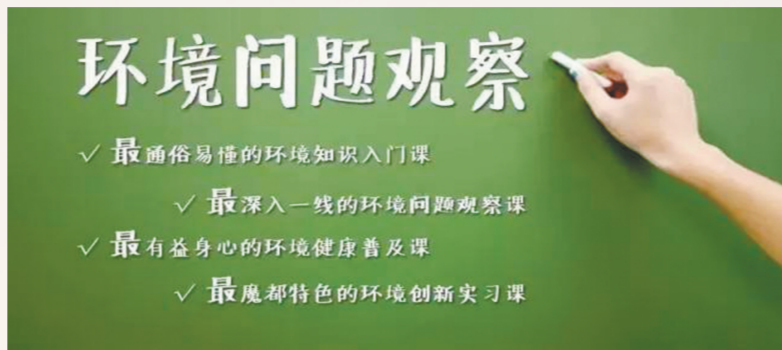 环境问题观察
✓ 最通俗易懂的环境知识入门课
✓ 最深入一线的环境问题观察课
✓ 最有益身心的环境健康普及课
✓ 最魔都特色的环境创新实习课